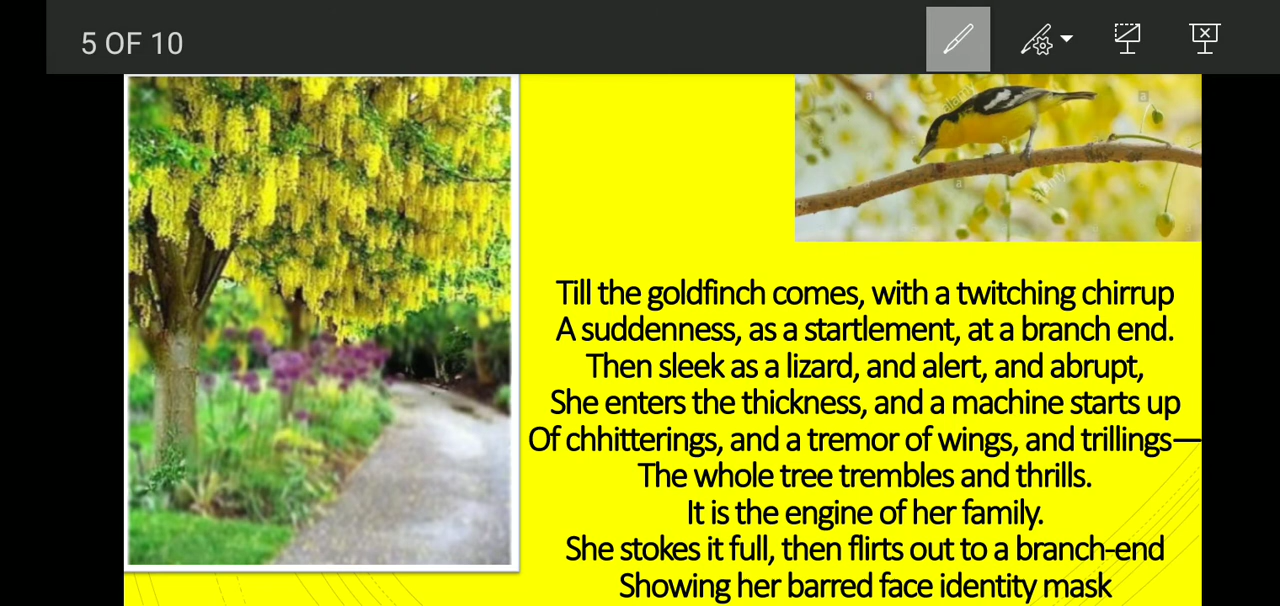 5 OF 10
alamy
a
a
a
a
alamy
Till the goldfinch comes, with a twitching chirrup
A suddenness, as a startlement, at a branch end.
Then sleek as a lizard, and alert, and abrupt,
She enters the thickness, and a machine starts up
Of chhitterings, and a tremor of wings, and trillings—
The whole tree trembles and thrills.
It is the engine of her family.
She stokes it full, then flirts out to a branch-end
Showing her barred face identity mask